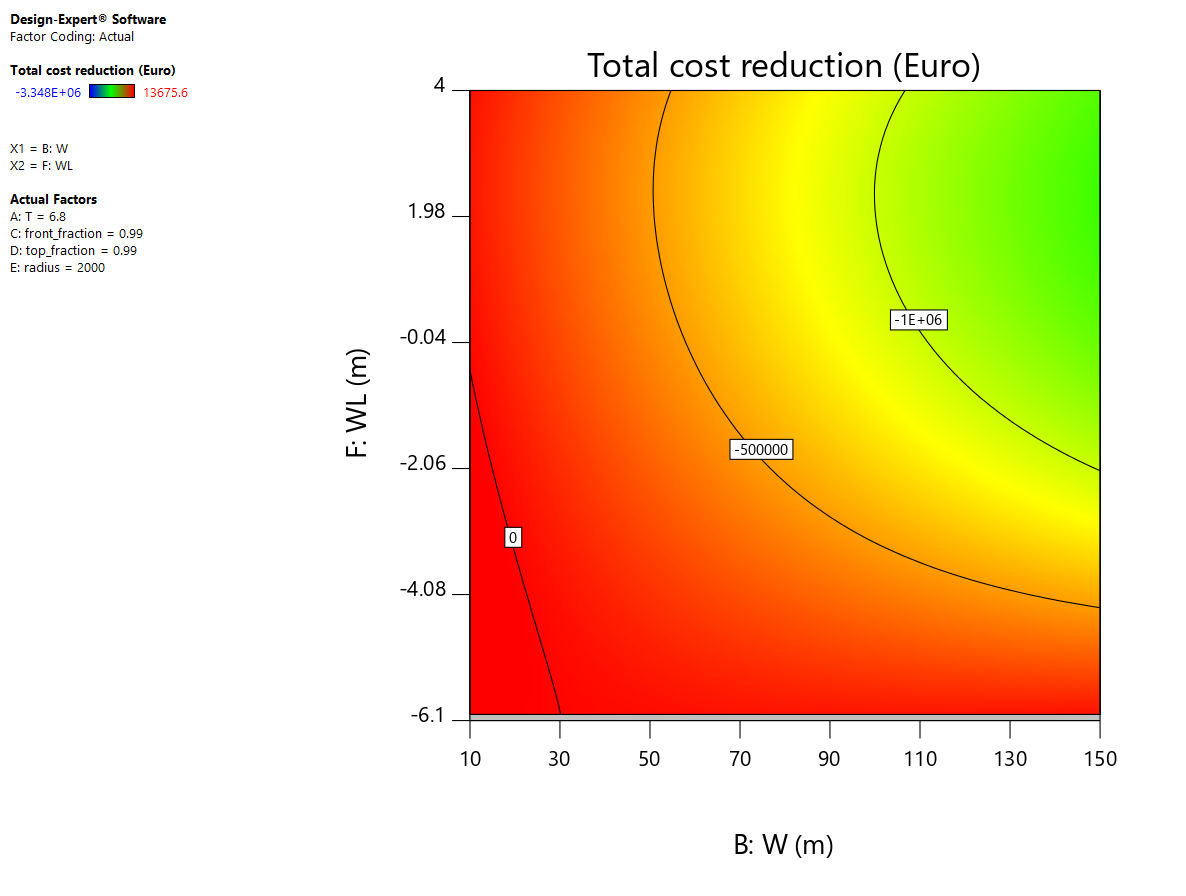 Design-Expert® Software
Factor Coding: Actual
Total cost reduction (Euro)
-3.348E+06 13675.6
X1 = B: W
X2 = F: WL
Actual Factors
A: T = 6.8
C: front_fraction = 0.99
D: top_fraction = 0.99
E: radius = 2000
Total cost reduction (Euro)
4
1.98
-0.04
-2.06
-4.08
-6.1
F: WL (m)
-1E+06
-500000
0
10 30 50 70 90 110 130 150
B: W (m)